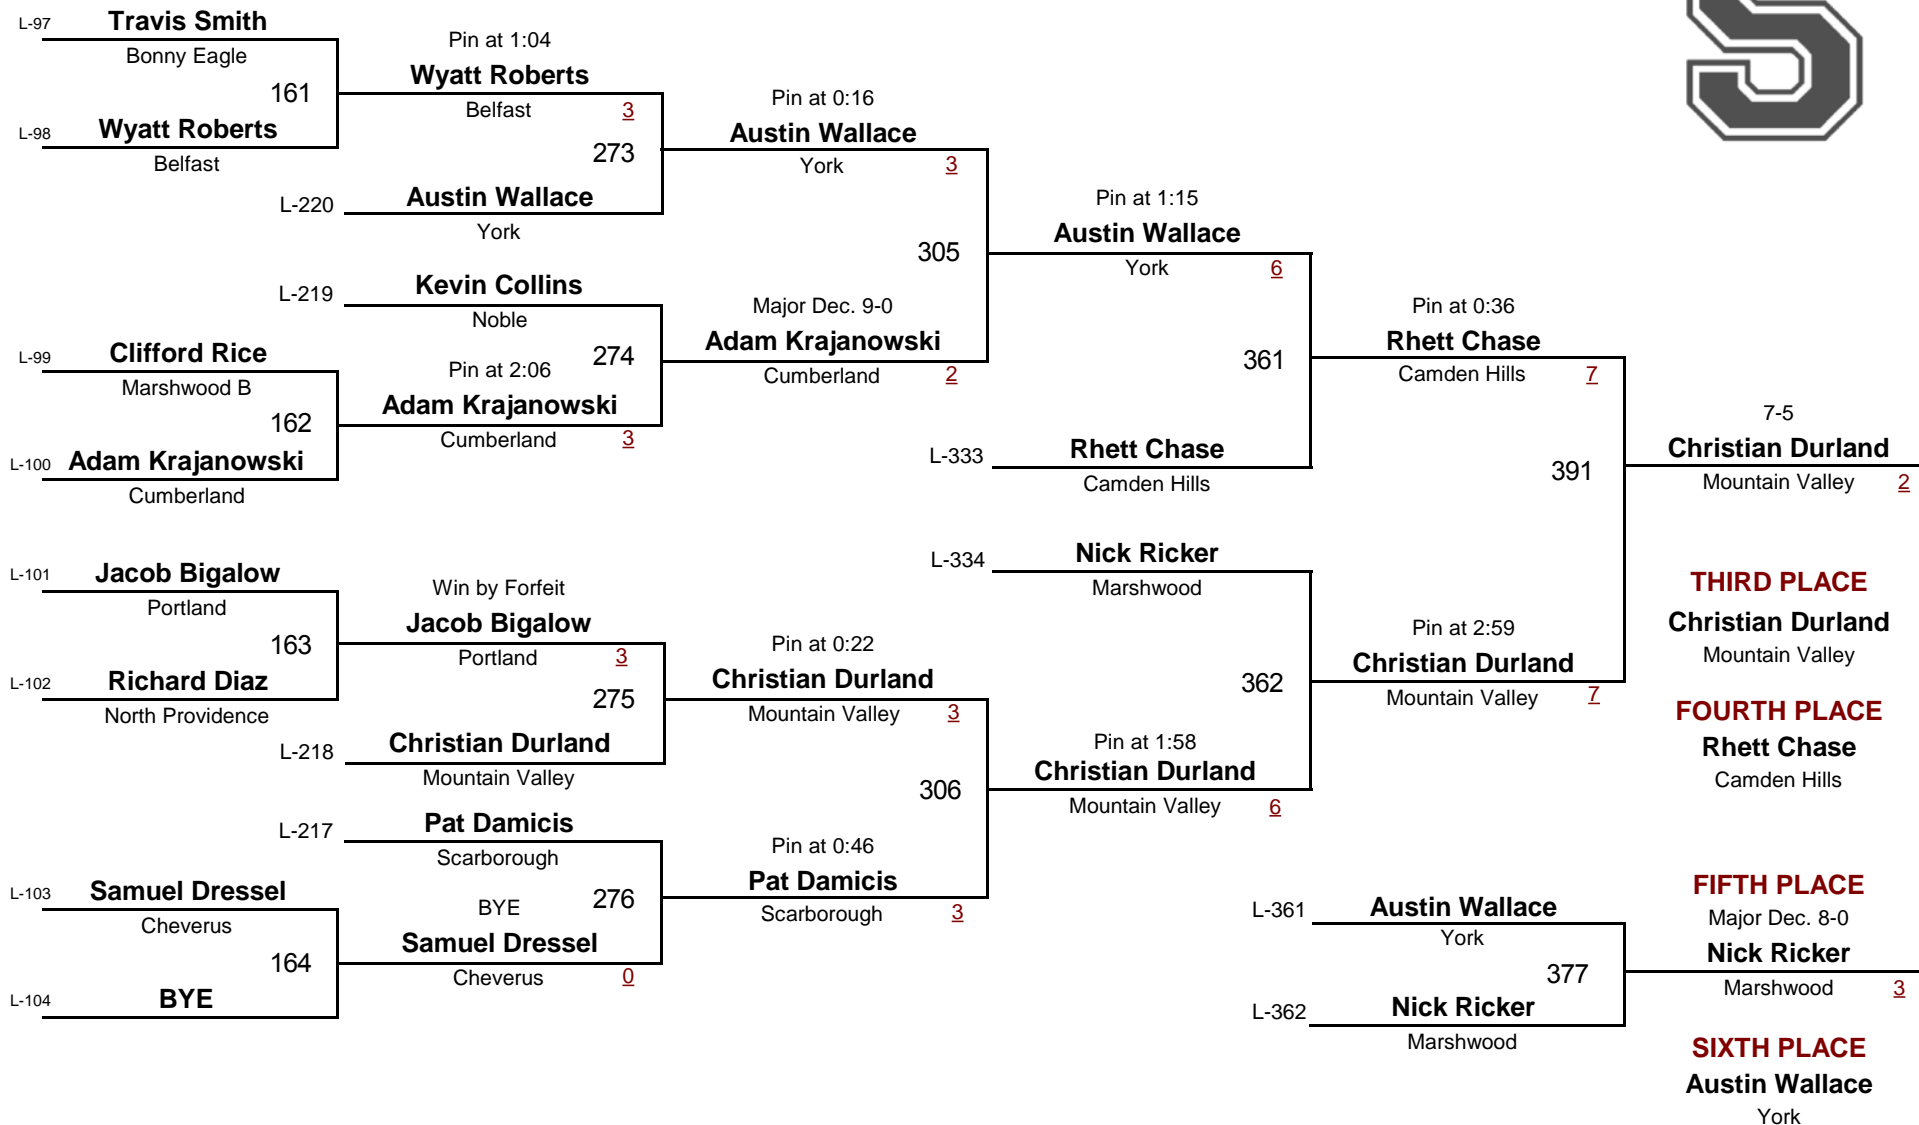 L-97
Travis Smith
Bonny Eagle
161
L-98
Wyatt Roberts
Belfast
Pin at 1:04
Wyatt Roberts
Belfast
3
273
L-220
Austin Wallace
York
Pin at 0:16
Austin Wallace
York
3
L-219
Kevin Collins
Noble
274
L-99
Clifford Rice
Marshwood B
162
L-100
Adam Krajanowski
Cumberland
Pin at 2:06
Adam Krajanowski
Cumberland
3
Major Dec. 9-0
Adam Krajanowski
Cumberland
2
305
Pin at 1:15
Austin Wallace
York
6
361
L-333
Rhett Chase
Camden Hills
Pin at 0:36
Rhett Chase
Camden Hills
7
L-101
Jacob Bigalow
Portland
163
L-102
Richard Diaz
North Providence
Win by Forfeit
Jacob Bigalow
Portland
3
275
L-218
Christian Durland
Mountain Valley
Pin at 0:22
Christian Durland
Mountain Valley
3
306
L-217
Pat Damicis
Scarborough
276
L-103
Samuel Dressel
Cheverus
164
L-104
BYE
BYE
Samuel Dressel
Cheverus
0
Pin at 0:46
Pat Damicis
Scarborough
3
L-334
Nick Ricker
Marshwood
362
Pin at 1:58
Christian Durland
Mountain Valley
6
Pin at 2:59
Christian Durland
Mountain Valley
7
391
7-5
Christian Durland
Mountain Valley
2
THIRD PLACE
Christian Durland
Mountain Valley
FOURTH PLACE
Rhett Chase
Camden Hills
L-361
Austin Wallace
York
377
L-362
Nick Ricker
Marshwood
FIFTH PLACE
Major Dec. 8-0
Nick Ricker
Marshwood
3
SIXTH PLACE
Austin Wallace
York
S